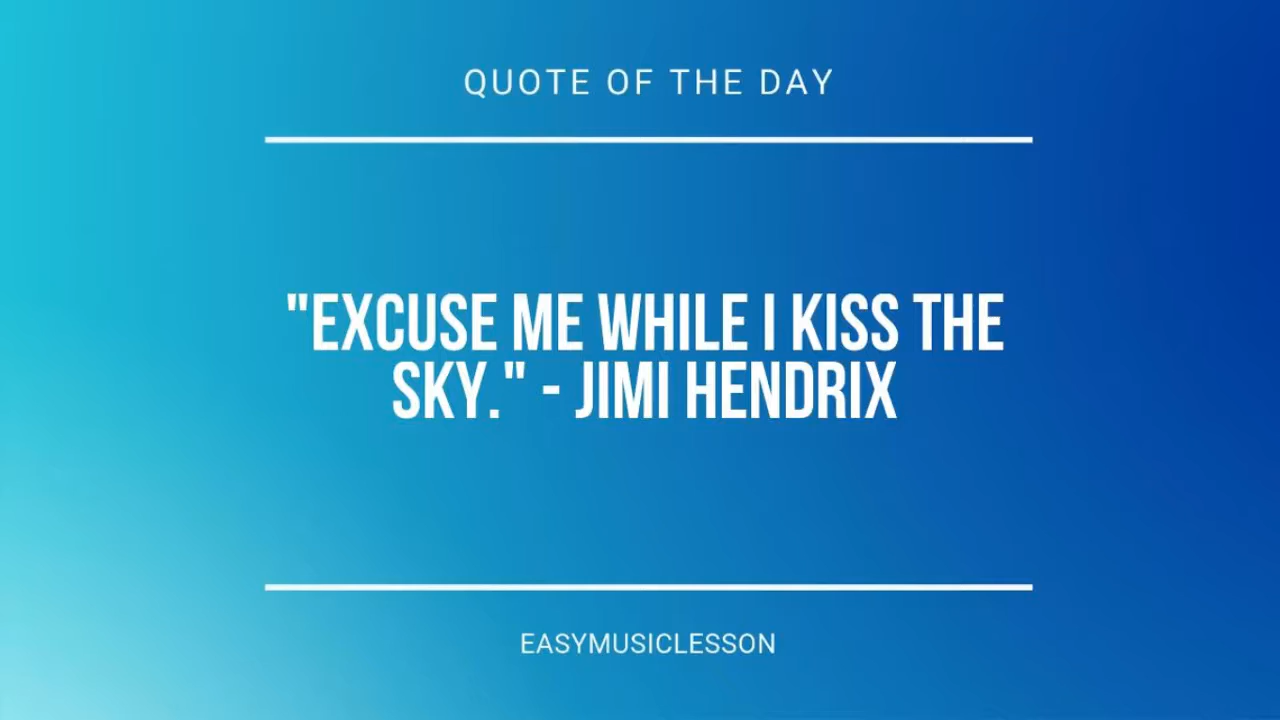 QUOTE OF THE DAY
"EXCUSE ME WHILE I KISS THE
SKY." - JIMI HENDRIX
EASYMUSICLESSON